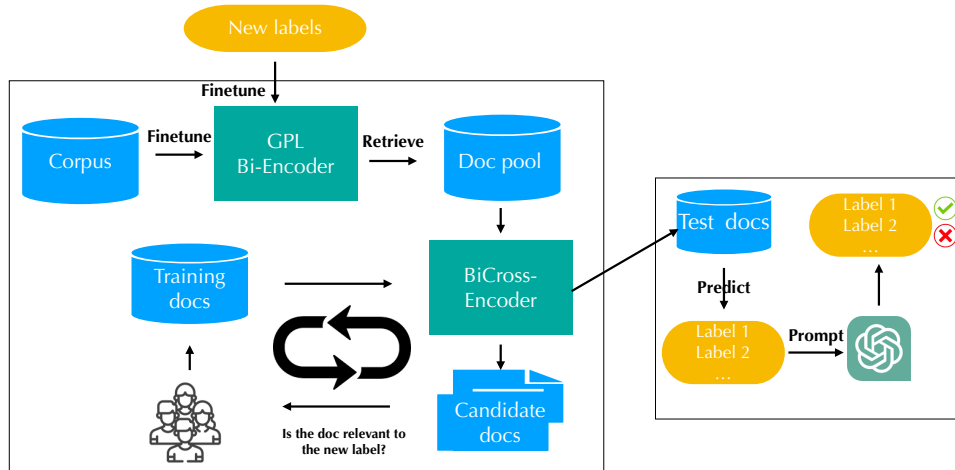 New labels
Finetune
Corpus
Finetune
GPL
Bi-Encoder
Retrieve
Doc pool
Training
docs
BiCross-
Encoder
Candidate
docs
Is the doc relevant to
the new label?
Test docs
Predict
Label 1
Label 2
...
Prompt
Label 1
Label 2
...